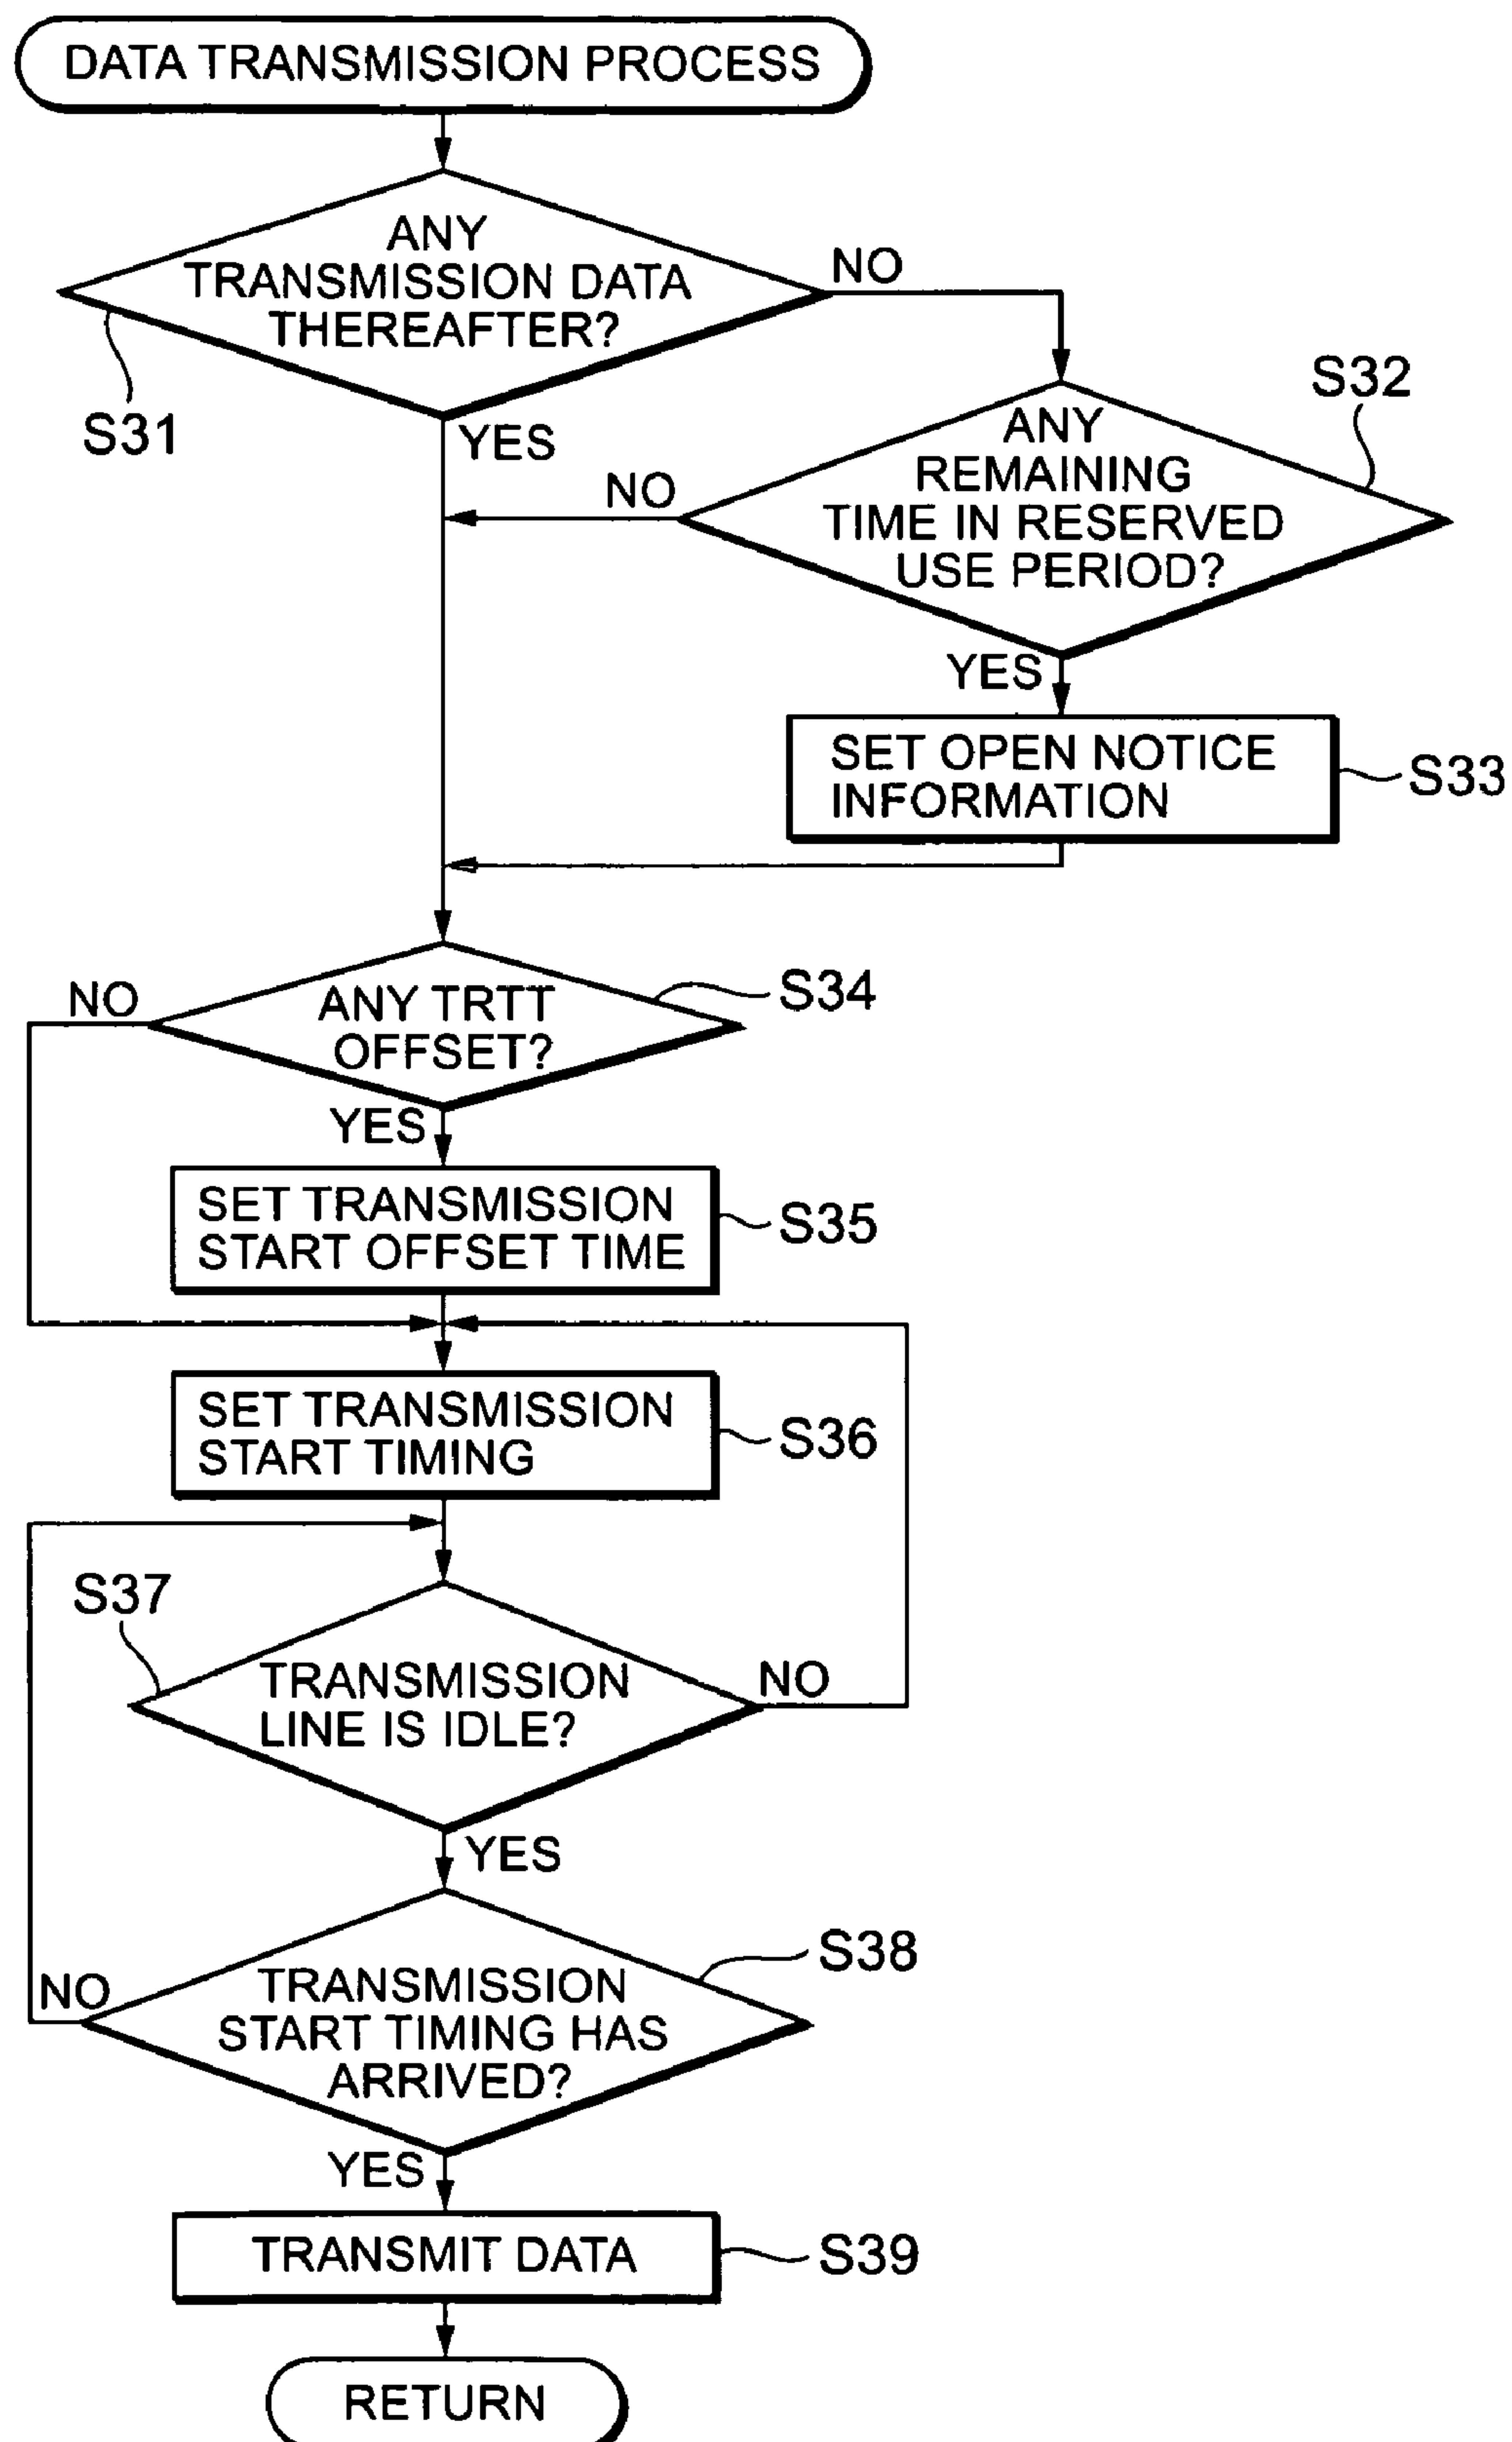 DATA TRANSMISSION PROCESS
ANY
TRANSMISSION DATA
THEREAFTER?
NO
S31
YES
S32
ANY
REMAINING
TIME IN RESERVED
USE PERIOD?
NO
YES
SET OPEN NOTICE
INFORMATION
S33
NO
ANY TRTT
OFFSET?
S34
YES
SET TRANSMISSION
START OFFSET TIME
S35
SET TRANSMISSION
START TIMING
S36
S37
TRANSMISSION
LINE IS IDLE?
NO
YES
S38
NO
TRANSMISSION
START TIMING HAS
ARRIVED?
YES
TRANSMIT DATA
S39
RETURN